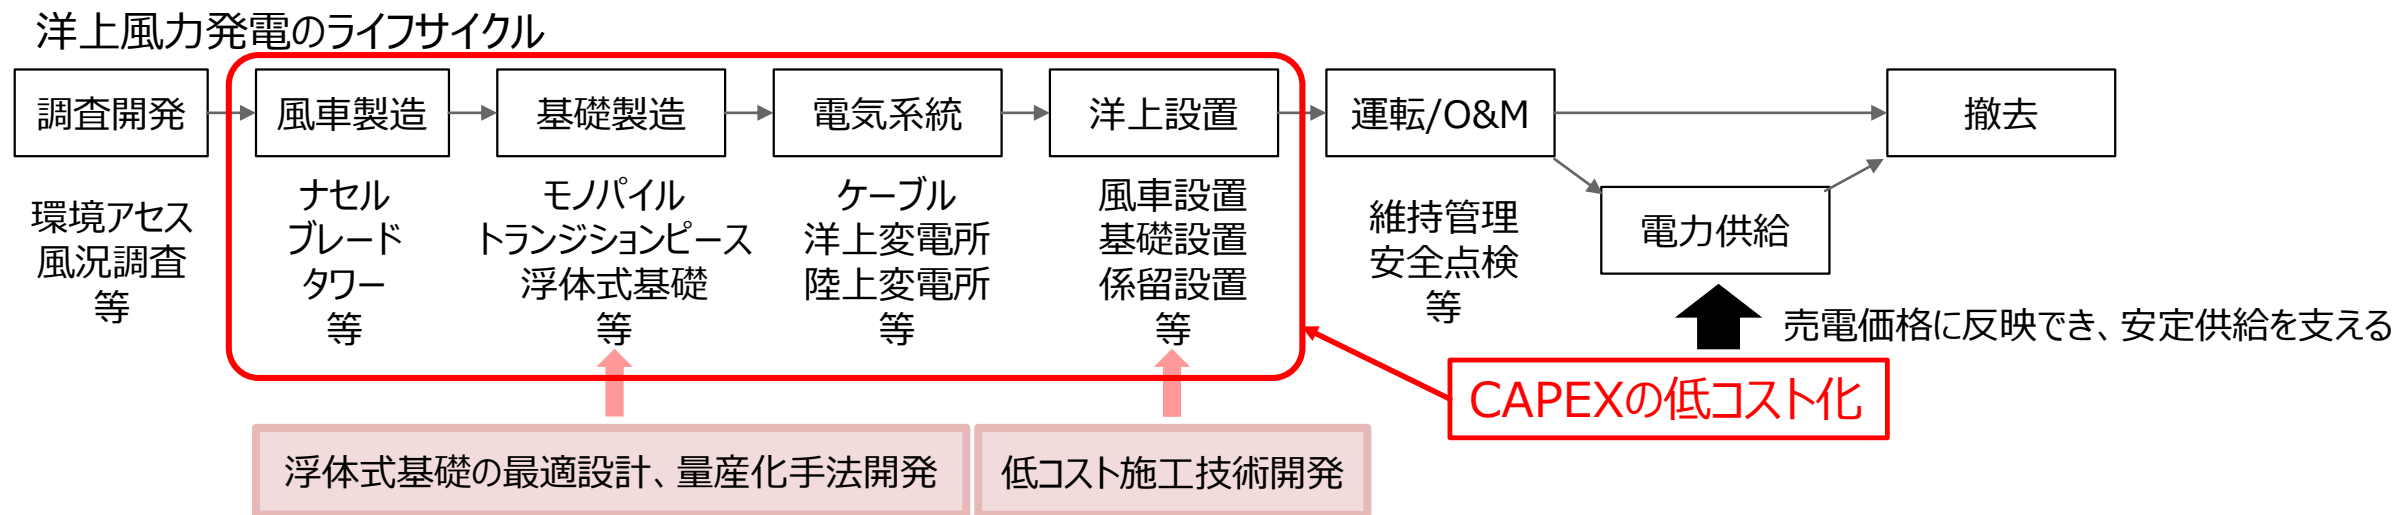 洋上風力発電のライフサイクル
調査開発
風車製造
基礎製造
電気系統
洋上設置
運転/O&M
撤去
電力供給
環境アセス
風況調査
等
ナセル
ブレード
タワー
等
モノパイル
トランジションピース
浮体式基礎
等
ケーブル
洋上変電所
陸上変電所
等
風車設置
基礎設置
係留設置
等
維持管理
安全点検
等
売電価格に反映でき、安定供給を支える
CAPEXの低コスト化
浮体式基礎の最適設計、量産化手法開発
低コスト施工技術開発